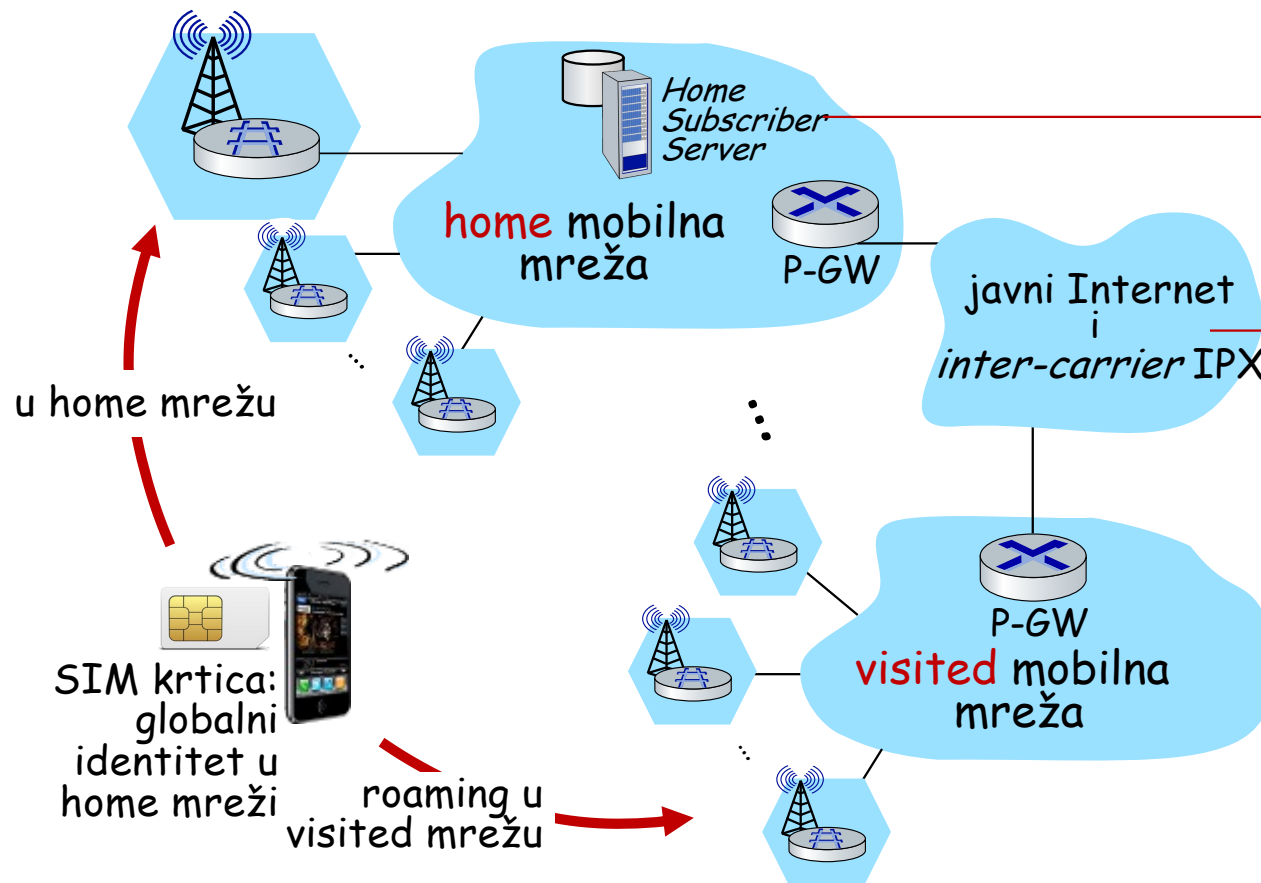 Home
Subscriber
Server
home mobilna
mreža
P-GW
javni Internet
i
inter-carrier IPX
u home mrežu
...
...
P-GW
visited mobilna
mreža
SIM krtica:
globalni
identitet u
home mreži
...
roaming u
visited mrežu